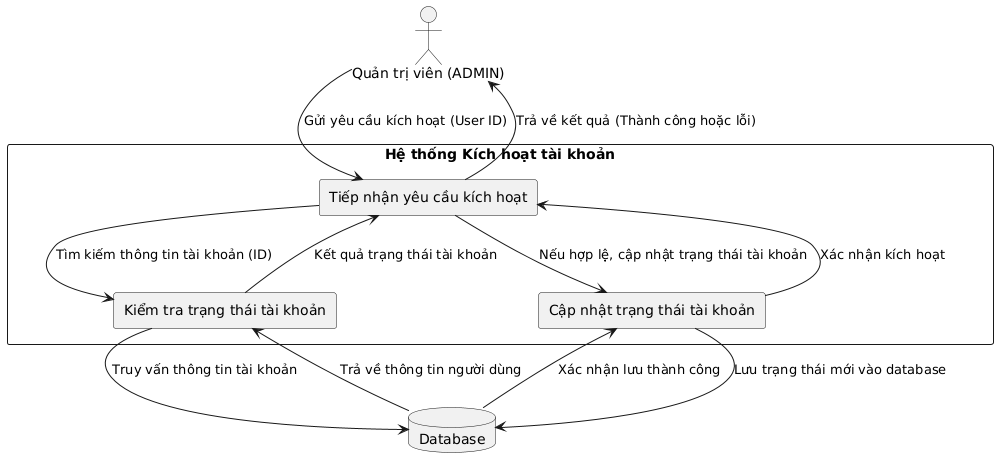 Quản trị viên (ADMIN)
Gửi yêu cầu kích hoạt (User ID)
Trả về kết quả (Thành công hoặc lỗi)
Hệ thống Kích hoạt tài khoản
Tiếp nhận yêu cầu kích hoạt
Tìm kiếm thông tin tài khoản (ID)
Kết quả trạng thái tài khoản
Nếu hợp lệ, cập nhật trạng thái tài khoản
Xác nhận kích hoạt
Kiểm tra trạng thái tài khoản
Cập nhật trạng thái tài khoản
Truy vấn thông tin tài khoản
Trả về thông tin người dùng
Xác nhận lưu thành công
Lưu trạng thái mới vào database
Database